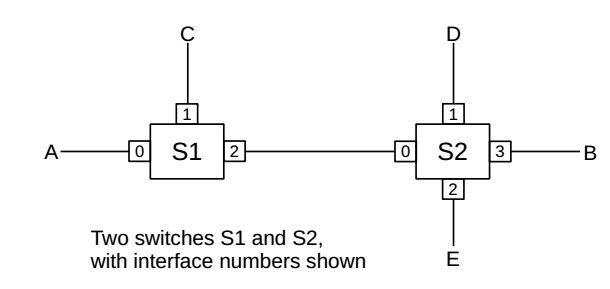 C D
1 1
A 0 S1 2 0 S2 3 B
2
Two switches S1 and S2,
with interface numbers shown
E